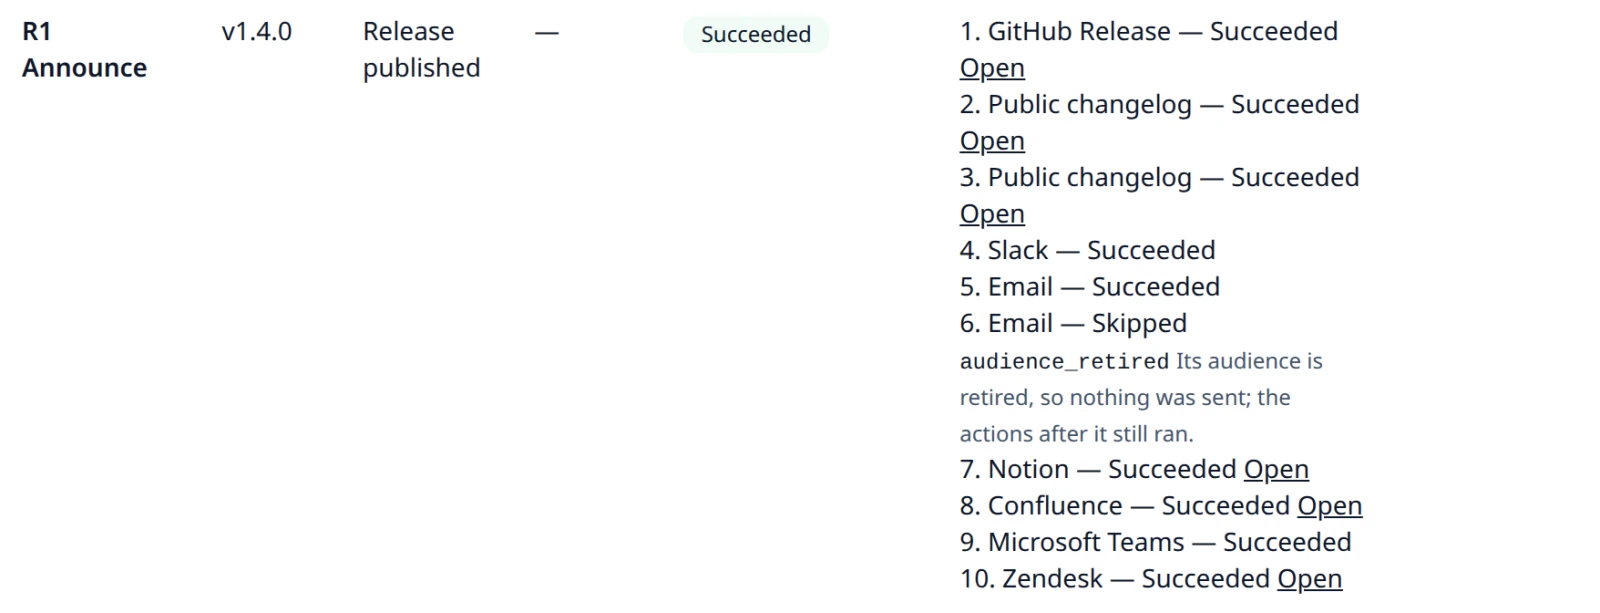 R1
Announce
v1.4.0
Release
published
—
Succeeded
1. GitHub Release — Succeeded
Open
2. Public changelog — Succeeded
Open
3. Public changelog — Succeeded
Open
4. Slack — Succeeded
5. Email — Succeeded
6. Email — Skipped
audience_retired Its audience is
retired, so nothing was sent; the
actions after it still ran.
7. Notion — Succeeded Open
8. Confluence — Succeeded Open
9. Microsoft Teams — Succeeded
10. Zendesk — Succeeded Open